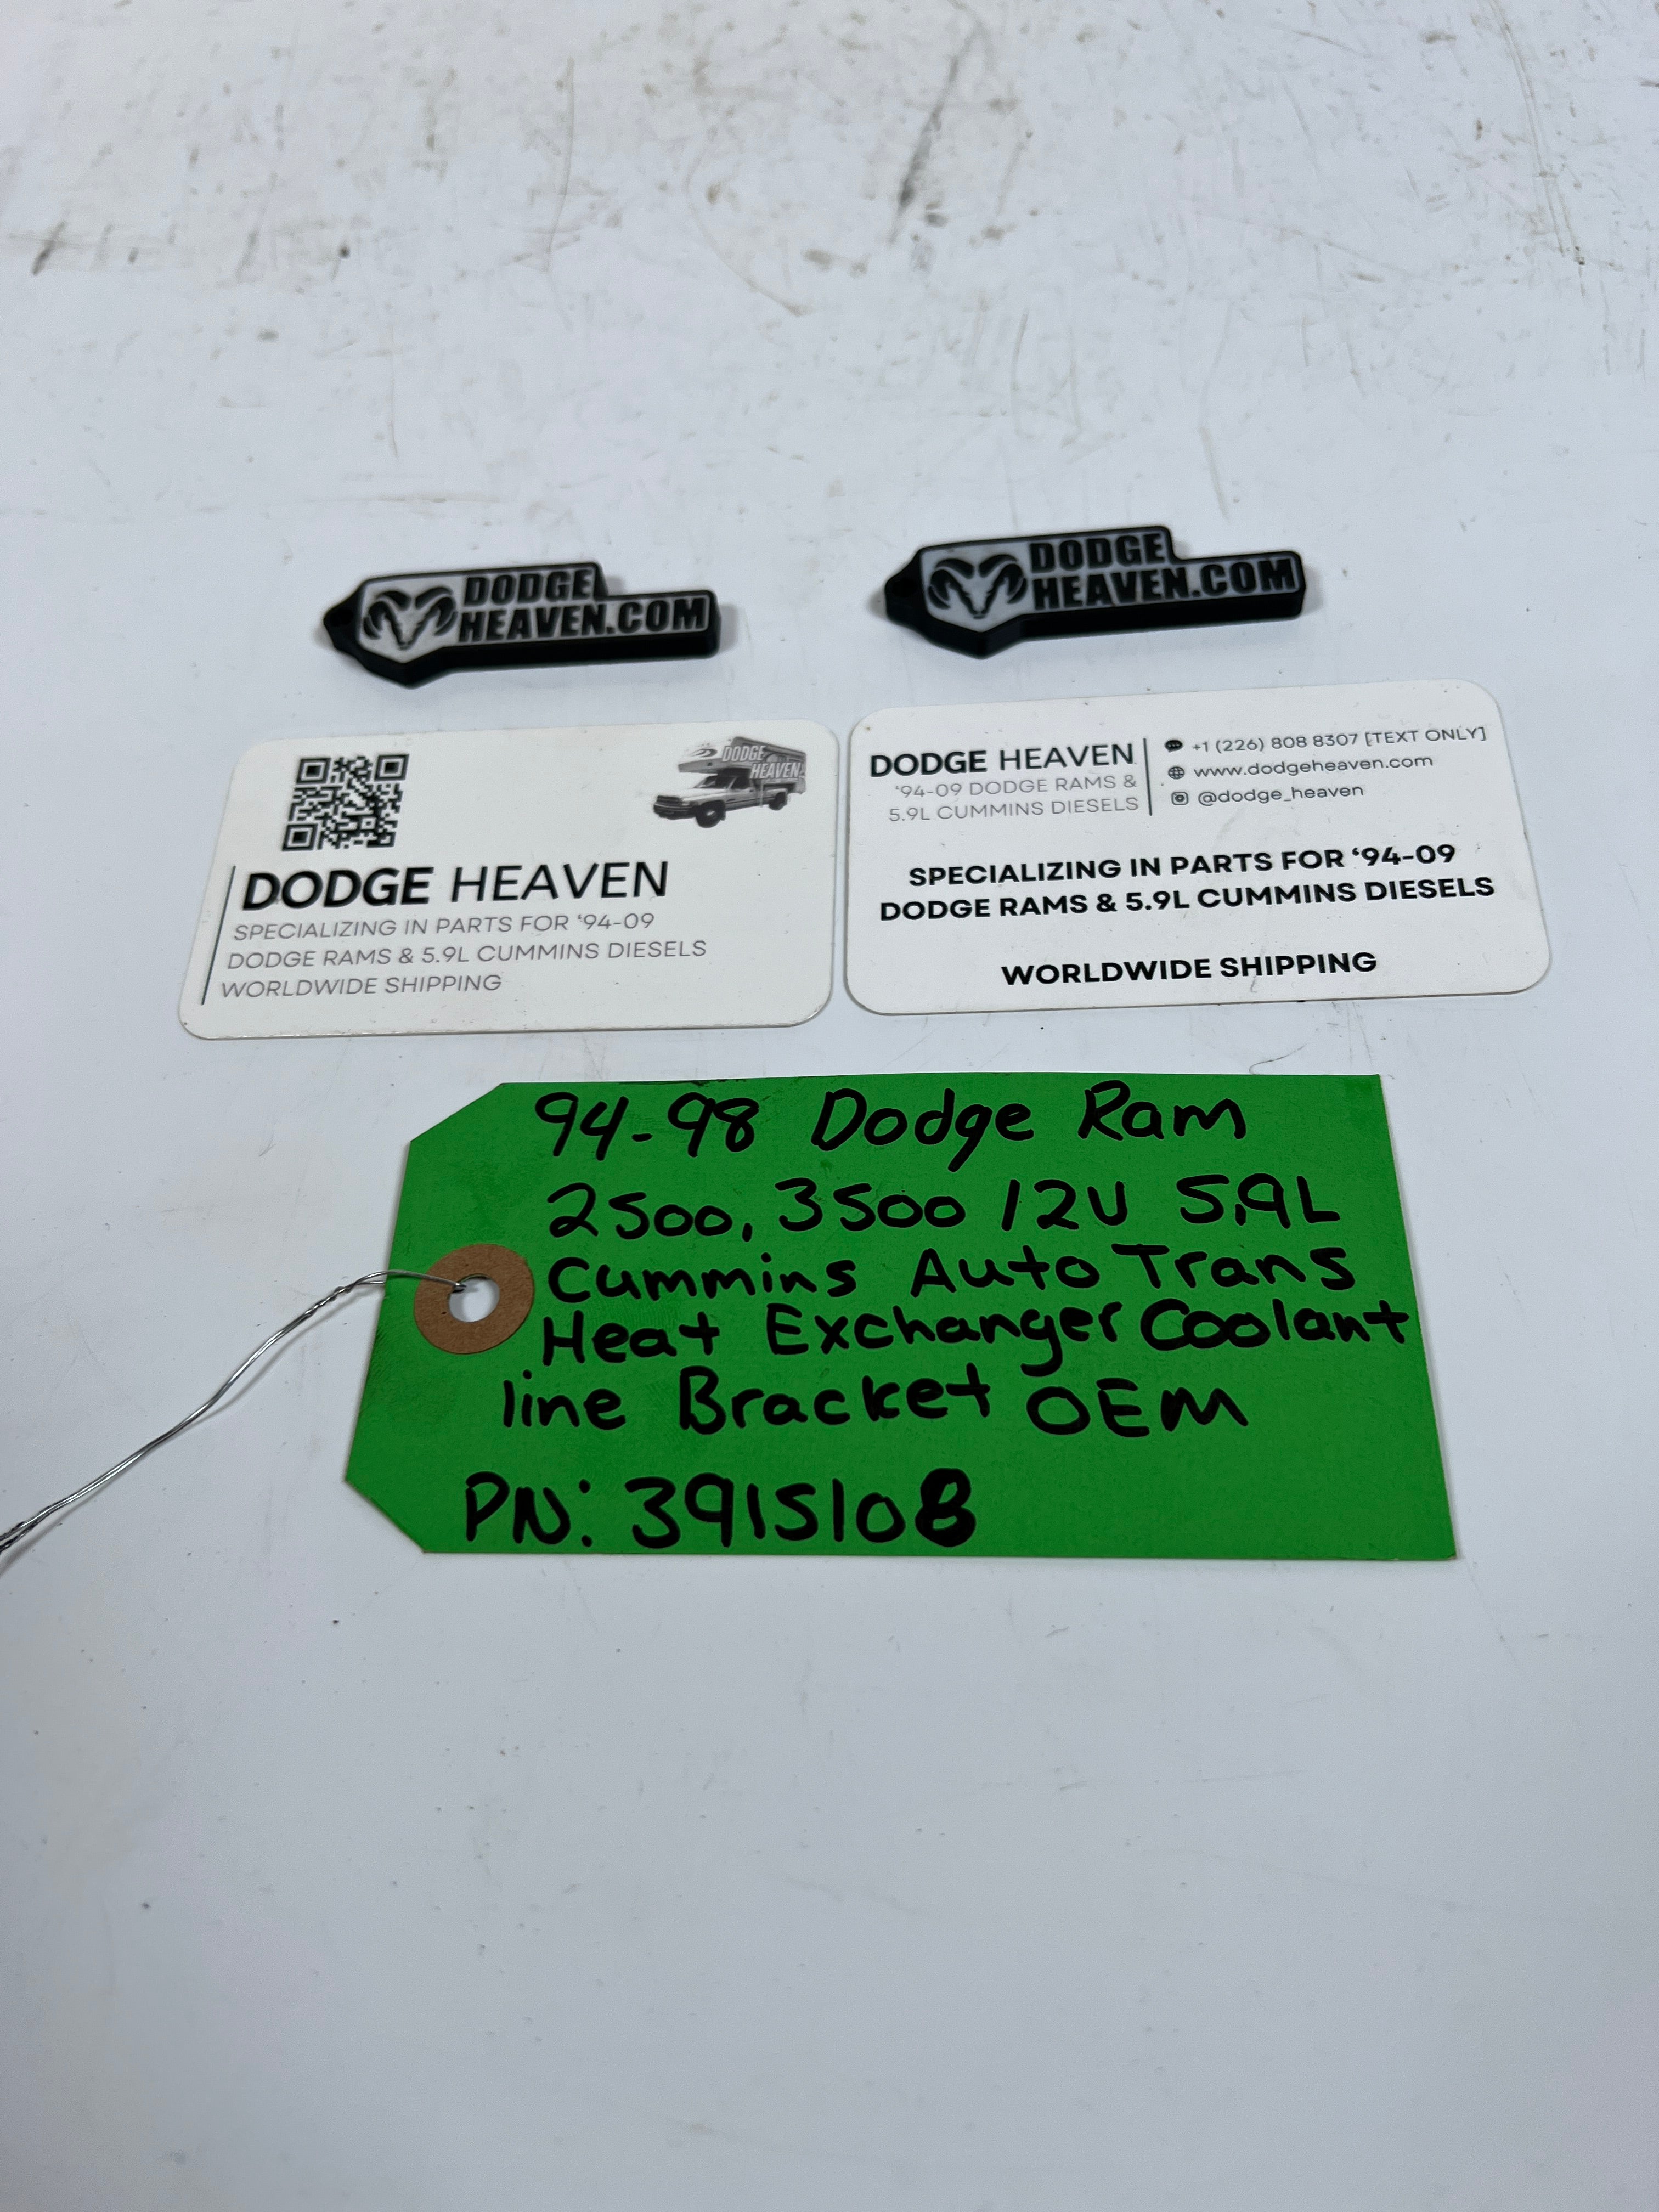 DODGE
HEAVEN.COM
DODGE
HEAVEN.COM
DODGE
HEAVEN
DODGE HEAVEN
SPECIALIZING IN PARTS FOR ‘94-09
DODGE RAMS & 5.9L CUMMINS DIESELS
WORLDWIDE SHIPPING
DODGE HEAVEN
‘94-09 DODGE RAMS &
5.9L CUMMINS DIESELS
+1 (226) 808 8307 [TEXT ONLY]
www.dodgeheaven.com
@dodge_heaven
SPECIALIZING IN PARTS FOR ‘94-09
DODGE RAMS & 5.9L CUMMINS DIESELS
WORLDWIDE SHIPPING
94-98 Dodge Ram
2500, 3500 12V 5.9L
Cummins Auto Trans
Heat Exchanger Coolant
line Bracket OEM
PN: 3915108